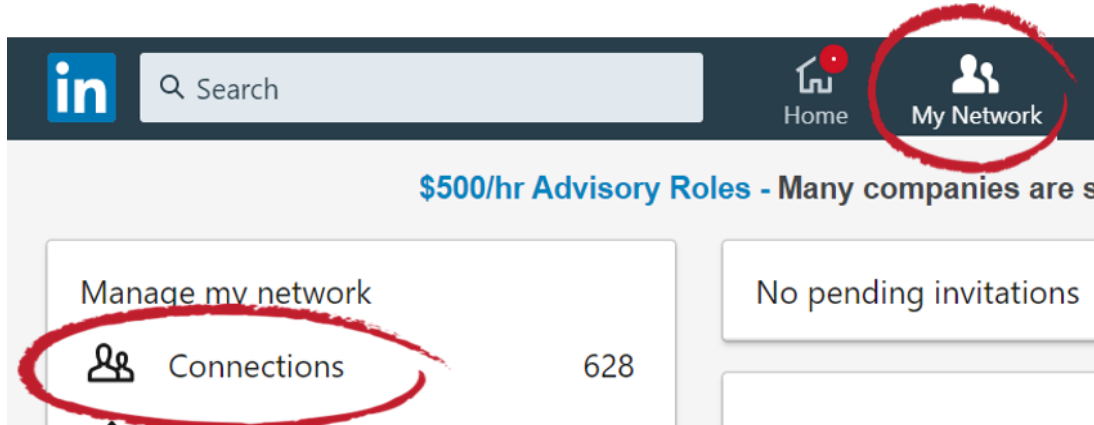 in
Search
Home
My Network
$500/hr Advisory Roles - Many companies are s
Manage my network
No pending invitations
Connections
628